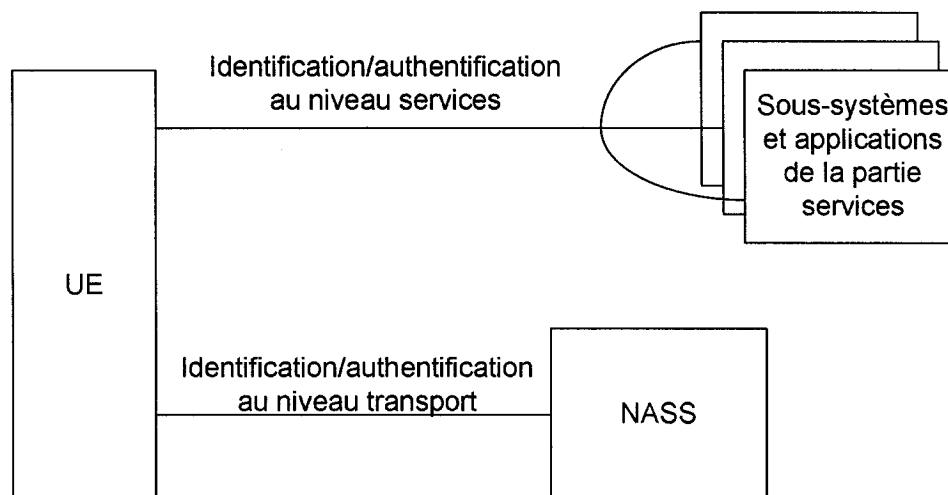 Identification/authentification
au niveau services
Sous-systèmes
et applications
de la partie
services
UE
Identification/authentification
au niveau transport
NASS